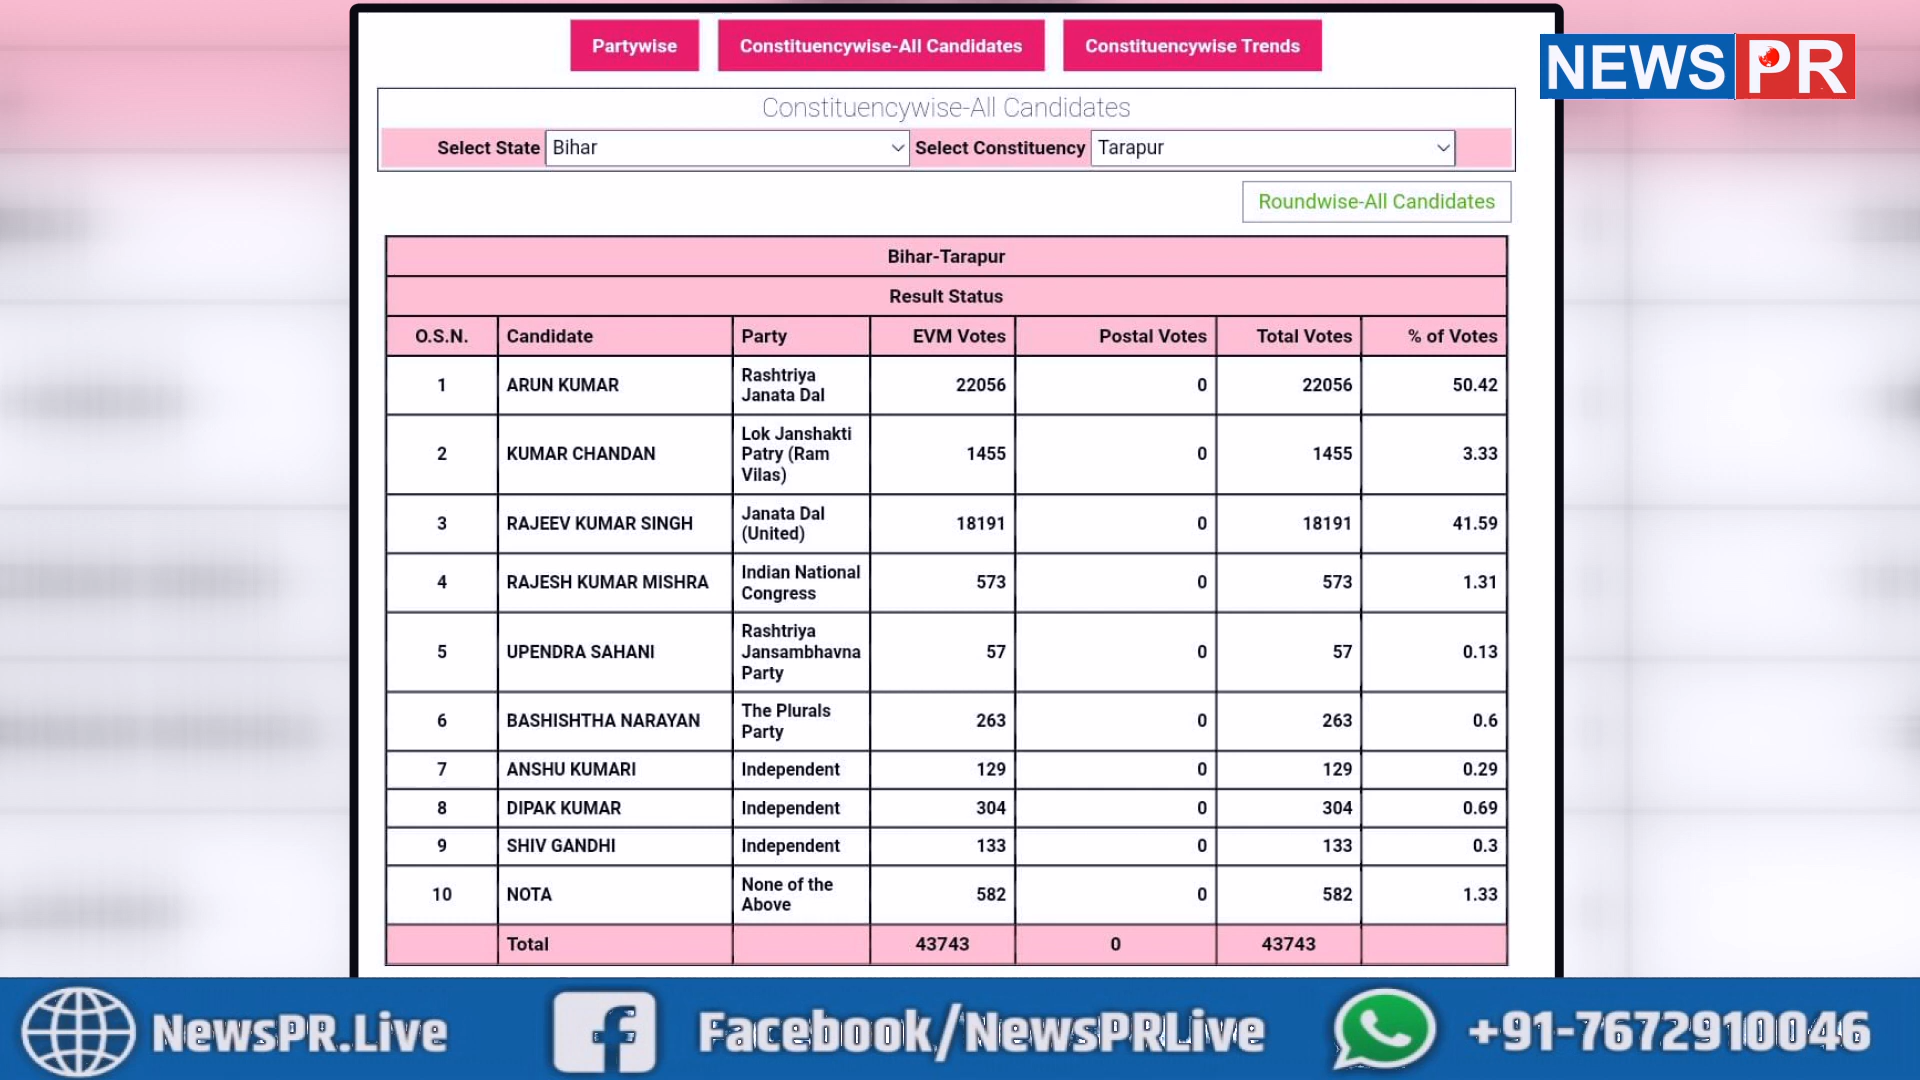 Partywise Constituencywise-All Candidates Constituencywise Trends
NEWS PR
Constituencywise-All Candidates
Select State Bihar Select Constituency Tarapur
Roundwise-All Candidates
Bihar-Tarapur
Result Status
O.S.N. Candidate Party EVM Votes Postal Votes Total Votes % of Votes
1 ARUN KUMAR Rashtriya Janata Dal 22056 0 22056 50.42
2 KUMAR CHANDAN Lok Janshakti Patry (Ram Vilas) 1455 0 1455 3.33
3 RAJEEV KUMAR SINGH Janata Dal (United) 18191 0 18191 41.59
4 RAJESH KUMAR MISHRA Indian National Congress 573 0 573 1.31
5 UPENDRA SAHANI Rashtriya Jansambhavna Party 57 0 57 0.13
6 BASHISHTHA NARAYAN The Plurals Party 263 0 263 0.6
7 ANSHU KUMARI Independent 129 0 129 0.29
8 DIPAK KUMAR Independent 304 0 304 0.69
9 SHIV GANDHI Independent 133 0 133 0.3
10 NOTA None of the Above 582 0 582 1.33
Total 43743 0 43743
NewsPR.Live Facebook/NewsPRLive +91-7672910046